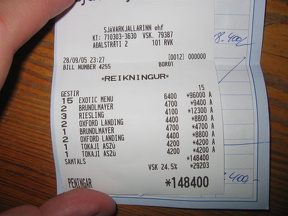 SJAVARKJALLARINN ehf
KT: 710303-3630 VSK. 79387
ADALSTRÆTI 2 101 RVK
28/09/05 23:27 [0012] 000000
BILL NUMBER 4255 BORÐ
*REIKNINGUR*
GESTIR 15
15 EXOTIC MENU 6400 *96000 A
2 BRUNDLMAYER 4700 *9400 A
3 RIESLING 4100 *12300 A
2 OXFORD LANDING 4400 *8800 A
1 BRUNDLMAYER 4700 *4700 A
2 OXFORD LANDING 4400 *8800 A
1 TOKAJI ASZU 4200 *4200 A
1 TOKAJI ASZU 4200 *4200 A
*148400
SAMTALS VSK 24.5% *29203
PENINGAR *148400